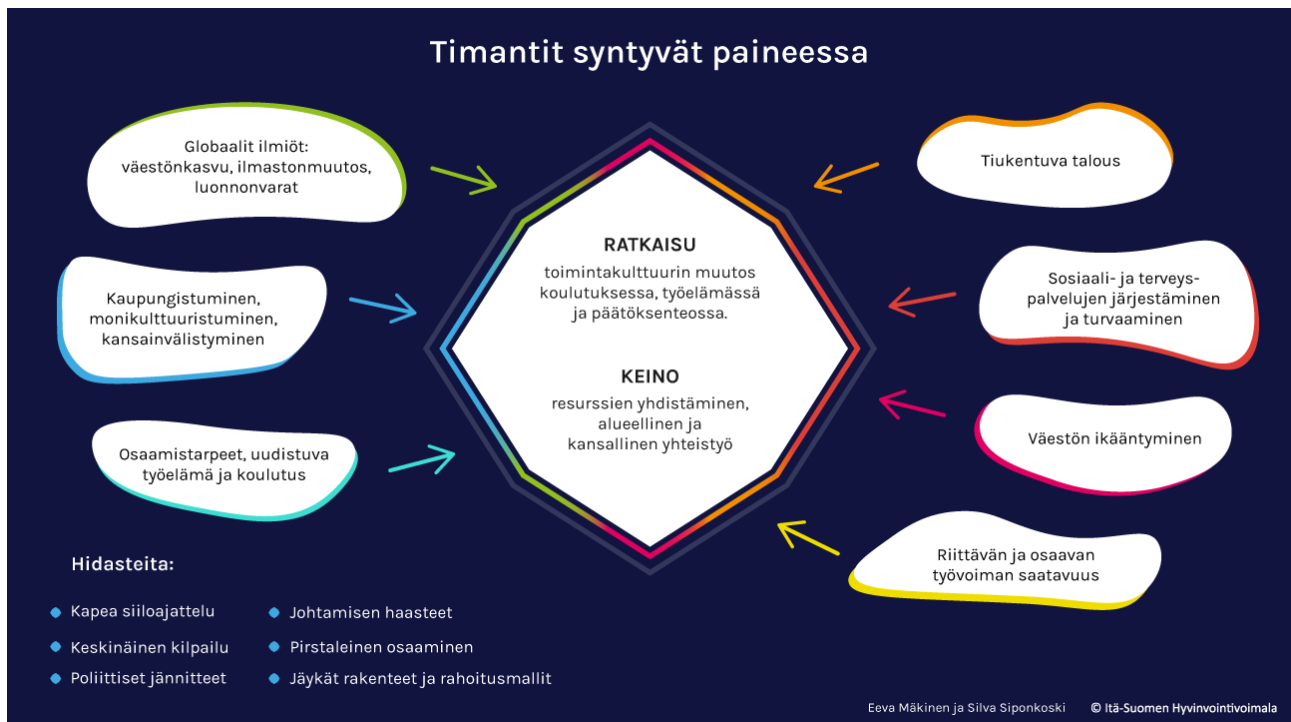 Timantit syntyvät paineessa
Globaalit ilmiöt:
väestönkasvu, ilmastonmuutos,
luonnonvarat
Kaupungistuminen,
monikulttuuristuminen,
kansainvälistyminen
Osaamistarpeet, uudistuva
työelämä ja koulutus
RATKAISU
toimintakulttuurin muutos
koulutuksessa, työelämässä
ja päätöksenteossa.
KEINO
resurssien yhdistäminen,
alueellinen ja
kansallinen yhteistyö
Tiukentuva talous
Sosiaali- ja terveys-
palvelujen järjestäminen
ja turvaaminen
Väestön ikääntyminen
Riittävän ja osaavan
työvoiman saatavuus
Hidasteita:
Kapea siiloajattelu
Keskinäinen kilpailu
Poliittiset jännitteet
Johtamisen haasteet
Pirstaleinen osaaminen
Jäykät rakenteet ja rahoitusmallit
Eeva Mäkinen ja Silva Siponkoski © Itä-Suomen Hyvinvointivoimala